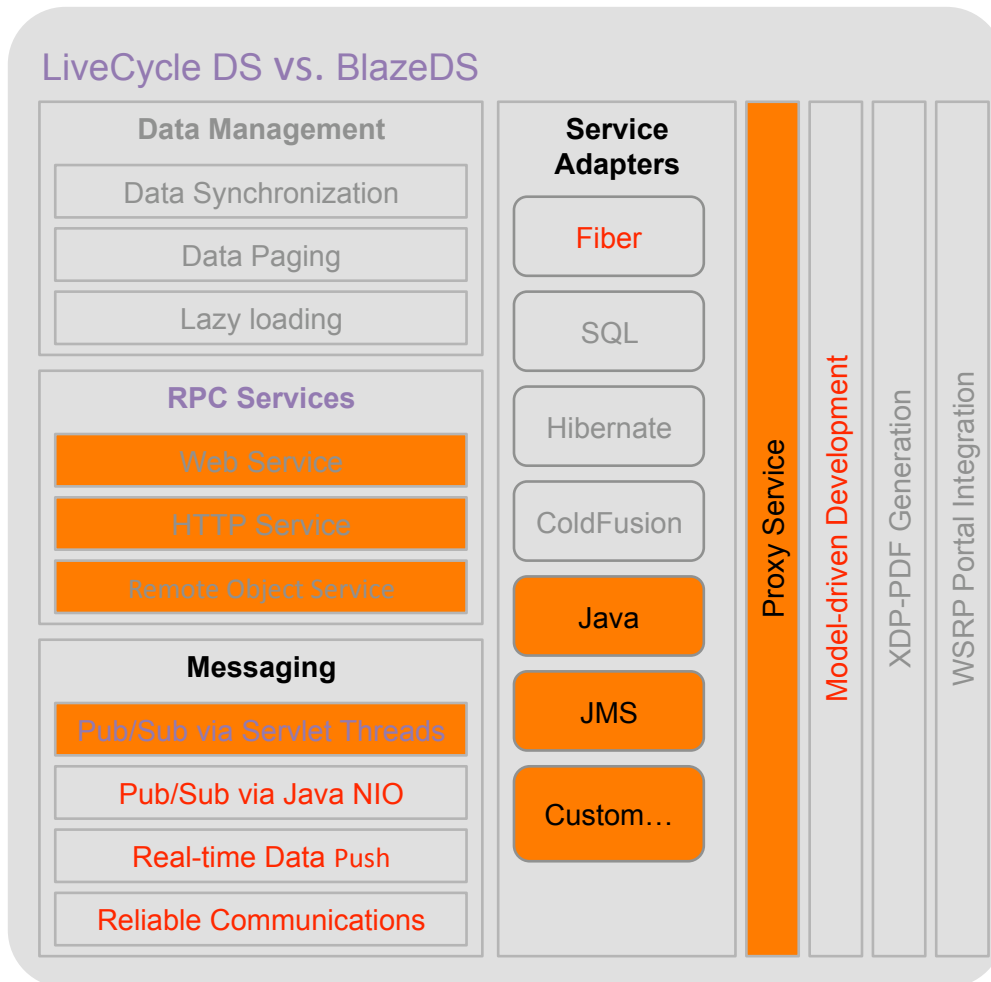 LiveCycle DS vs. BlazeDS
Data Management
Data Synchronization
Data Paging
Lazy loading
RPC Services
Web Service
HTTP Service
Remote Object Service
Messaging
Pub/Sub via Servlet Threads
Pub/Sub via Java NIO
Real-time Data Push
Reliable Communications
Service
Adapters
Fiber
SQL
Hibernate
ColdFusion
Java
JMS
Custom…
Proxy Service
Model-driven Development
XDP-PDF Generation
WSRP Portal Integration